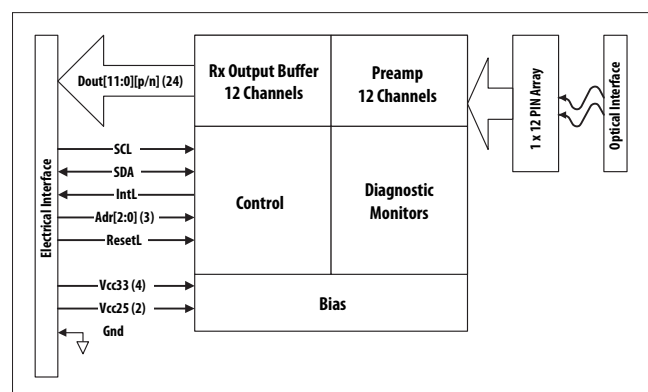 Electrical Interface
Dout[11:0][p/n] (24)
Rx Output Buffer
12 Channels
Preamp
12 Channels
1 x 12 PIN Array
Optical Interface
SCL
SDA
IntL
Adr[2:0] (3)
ResetL
Control
Diagnostic
Monitors
Vcc33 (4)
Vcc25 (2)
Gnd
Bias